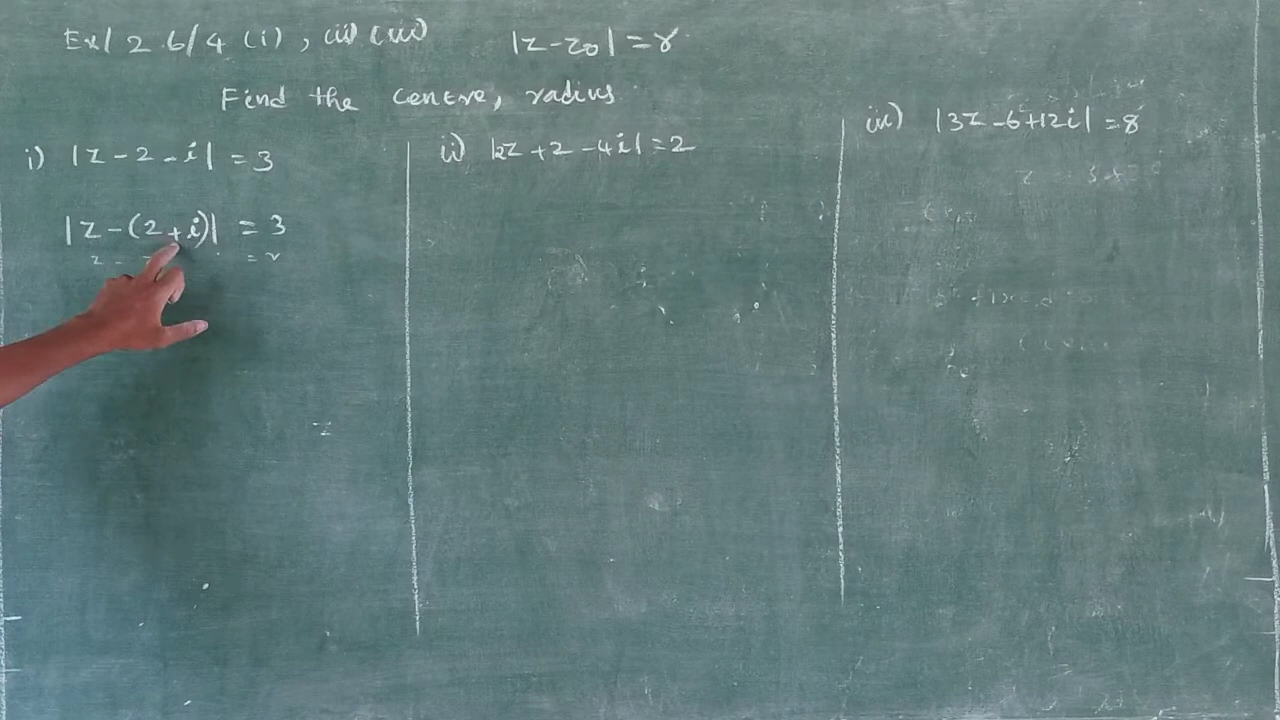 Ex| 2.6/4 (i), (ii) (iii) |z-z₀| = r
Find the centre, radius
i) |z-2-i| = 3
|z-(2+i)| = 3
ii) |2z+2-4i| = 2
iii) |3z-6+12i| = 8